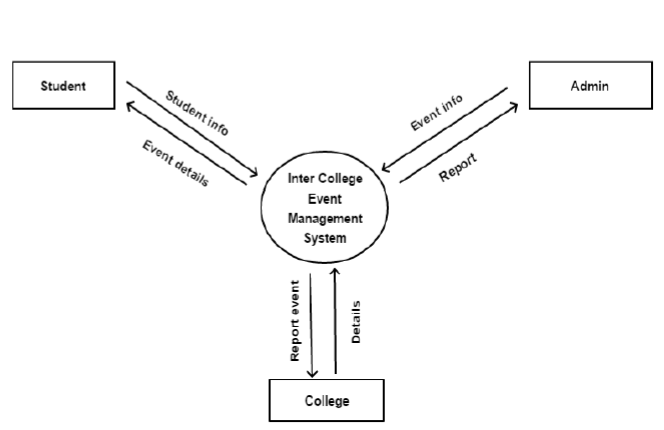 Student
Admin
Student info
Event details
Event info
Report
Inter College
Event
Management
System
Report event
Details
College